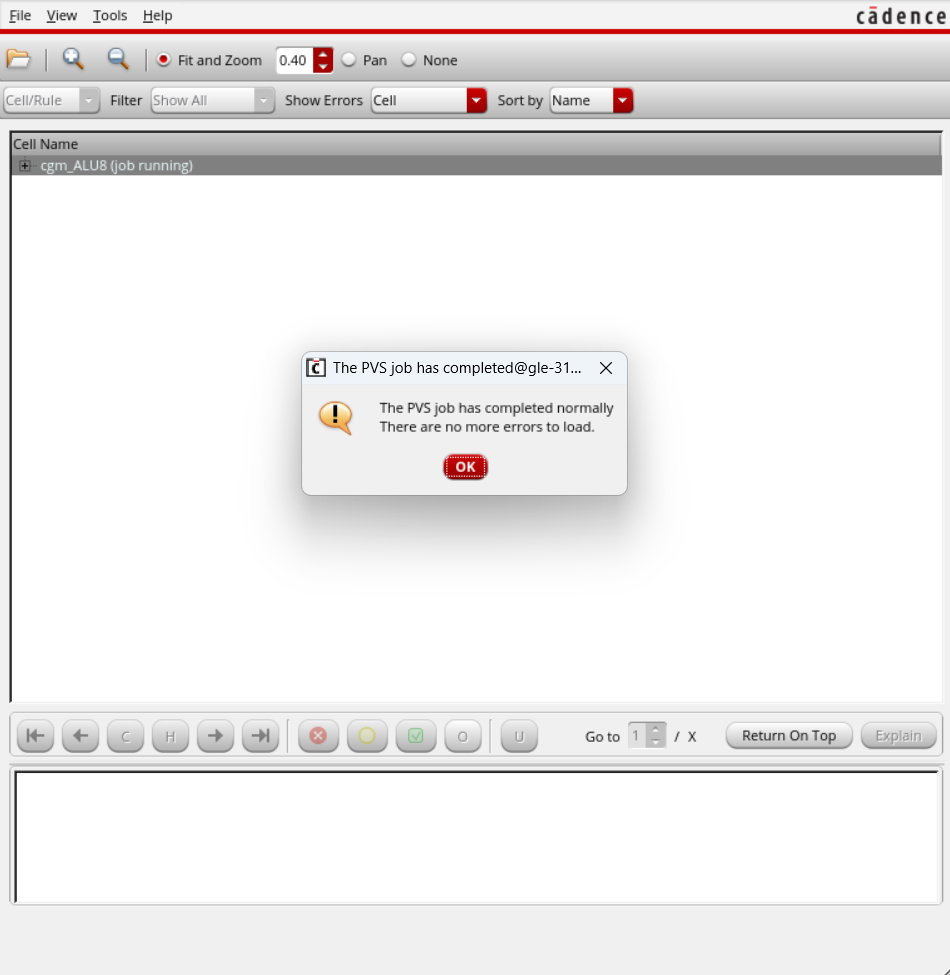 File View Tools Help cādence
Fit and Zoom 0.40 Pan None
Cell/Rule Filter Show All Show Errors Cell Sort by Name
Cell Name
cgm_ALU8 (job running)
The PVS job has completed@gle-31...
The PVS job has completed normally
There are no more errors to load.
OK
C H O U Go to 1 / X Return On Top Explain